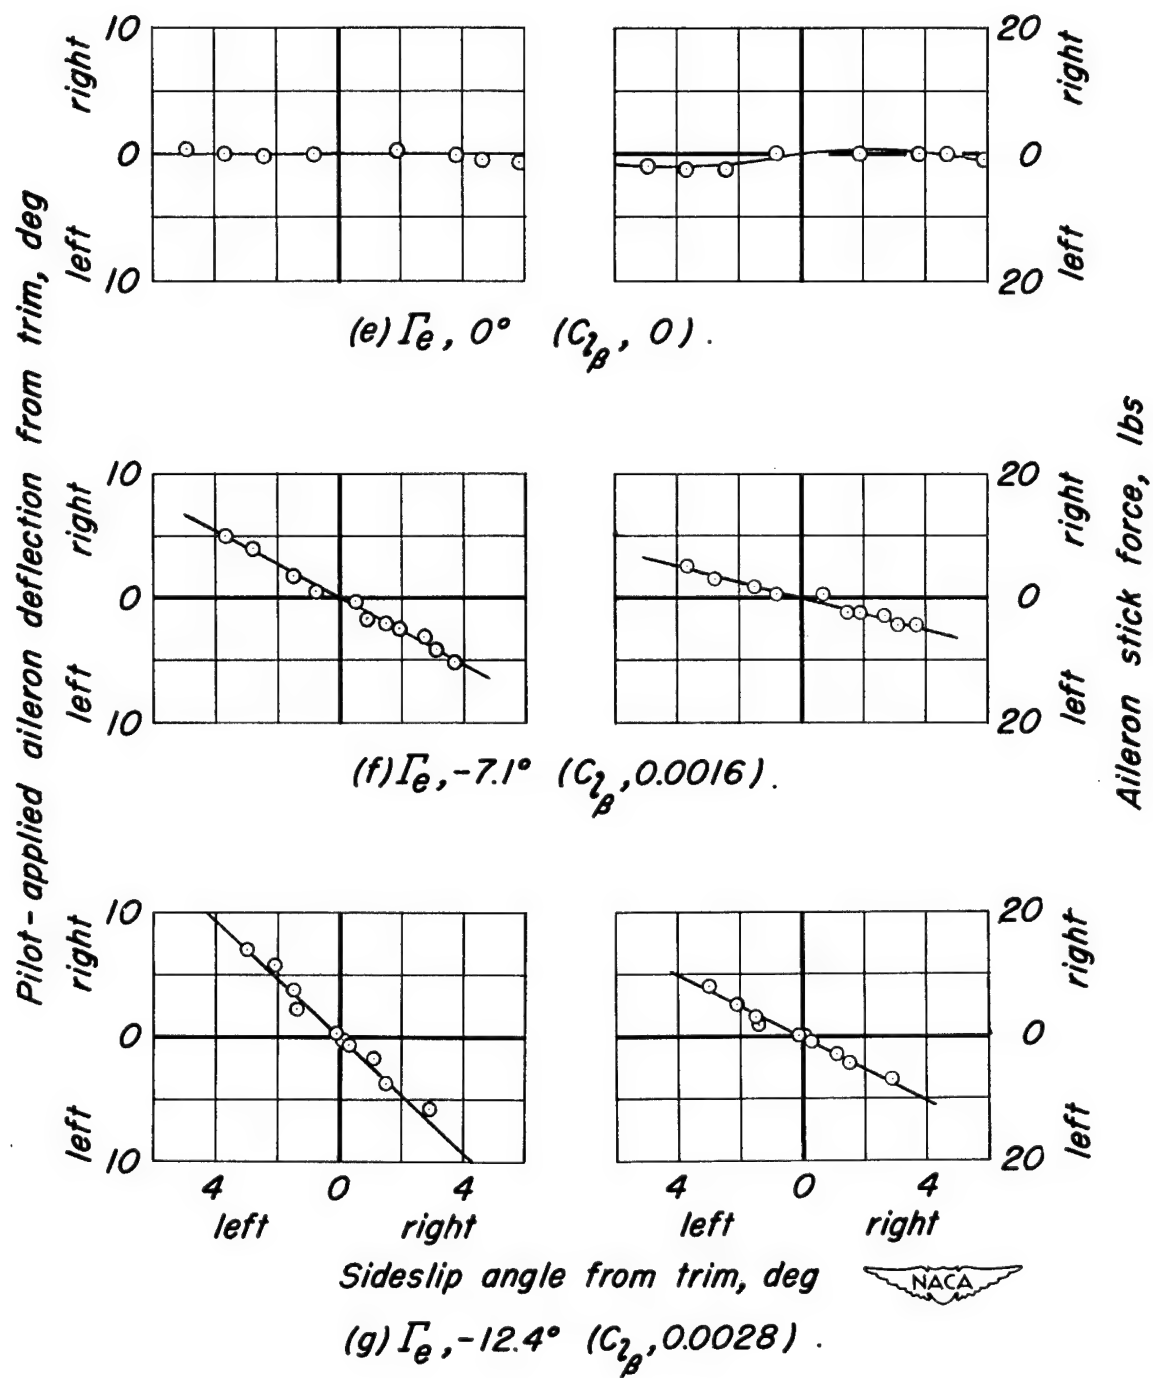 Pilot-applied aileron deflection from trim, deg
Aileron stick force, lbs
10
right
0
left
10
20
right
0
left
20
(e) Γe, 0° (Clβ, 0).
10
right
0
left
10
20
right
0
left
20
(f) Γe, -7.1° (Clβ, 0.0016).
10
right
0
left
10
20
right
0
left
20
4 0 4
left right
4 0 4
left right
Sideslip angle from trim, deg
NACA
(g) Γe, -12.4° (Clβ, 0.0028).